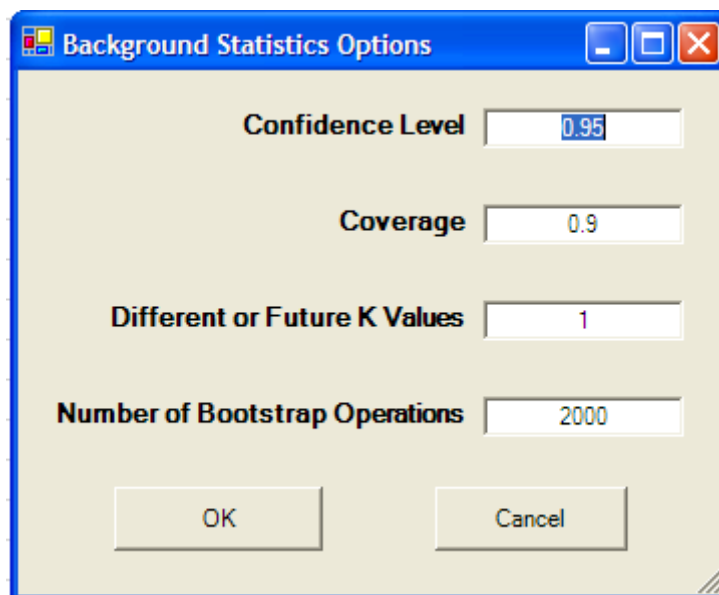 Background Statistics Options
Confidence Level 0.95
Coverage 0.9
Different or Future K Values 1
Number of Bootstrap Operations 2000
OK Cancel